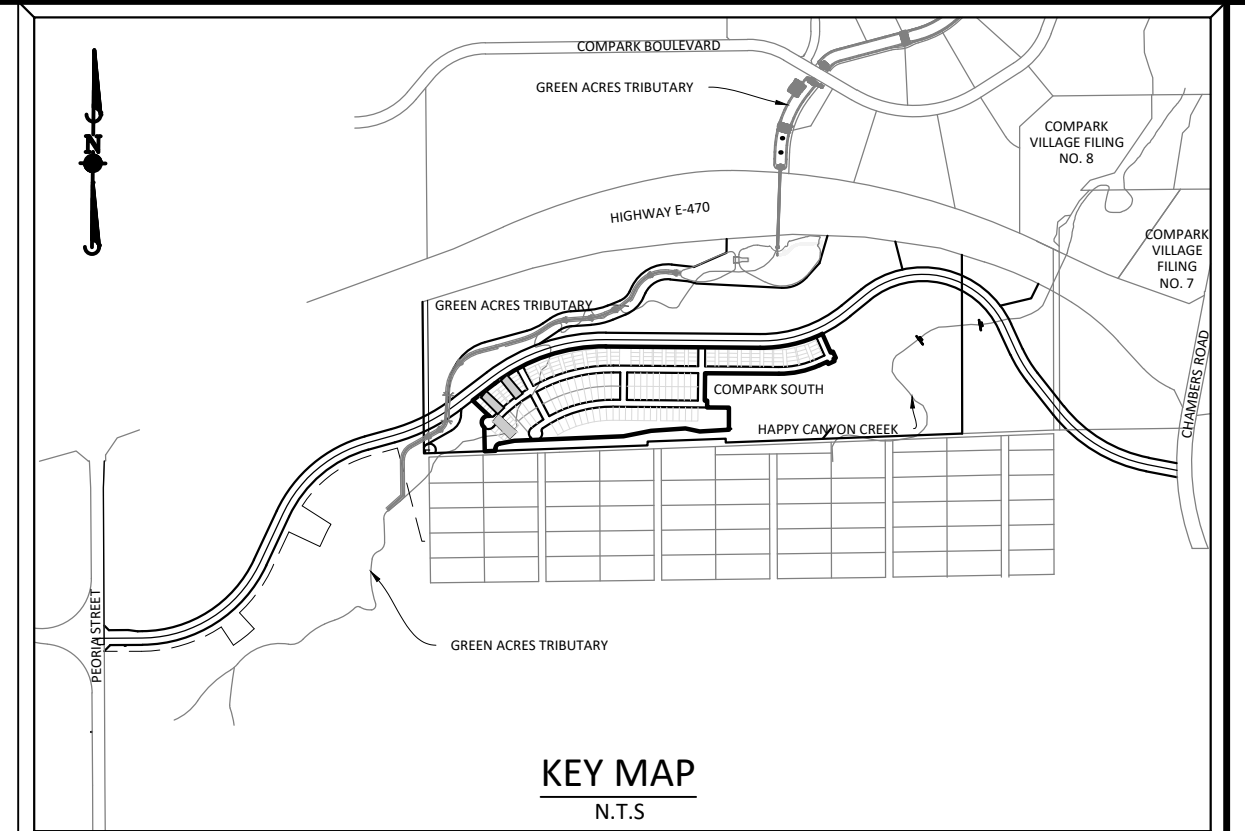 COMPARK BOULEVARD
GREEN ACRES TRIBUTARY
N
COMPARK
VILLAGE FILING
NO. 8
HIGHWAY E-470
COMPARK
VILLAGE
FILING
NO. 7
GREEN ACRES TRIBUTARY
CHAMBERS ROAD
COMPARK SOUTH
HAPPY CANYON CREEK
PEORIA STREET
GREEN ACRES TRIBUTARY
KEY MAP
N.T.S